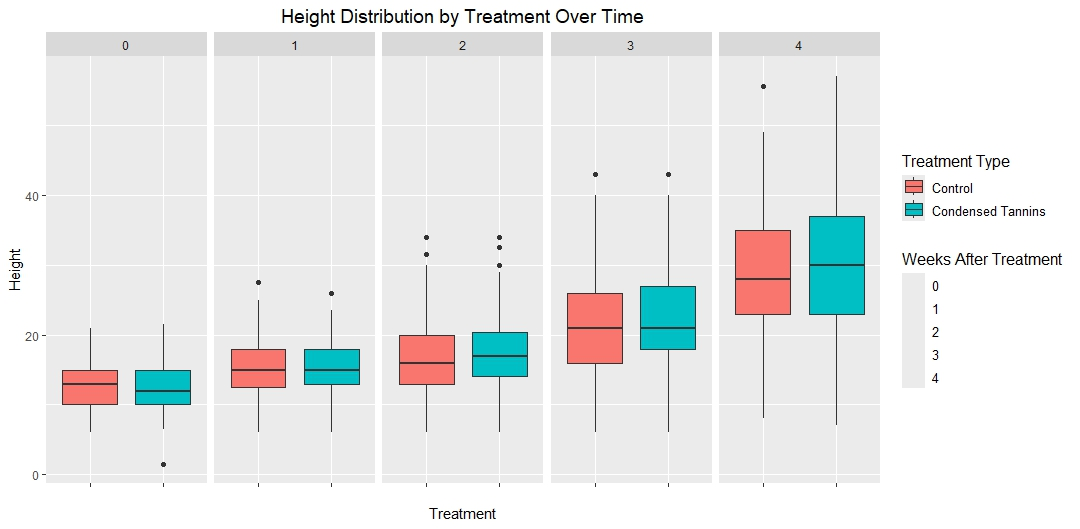 Height Distribution by Treatment Over Time
0 1 2 3 4
Height
40
20
0
Treatment
Treatment Type
Control
Condensed Tannins
Weeks After Treatment
0
1
2
3
4